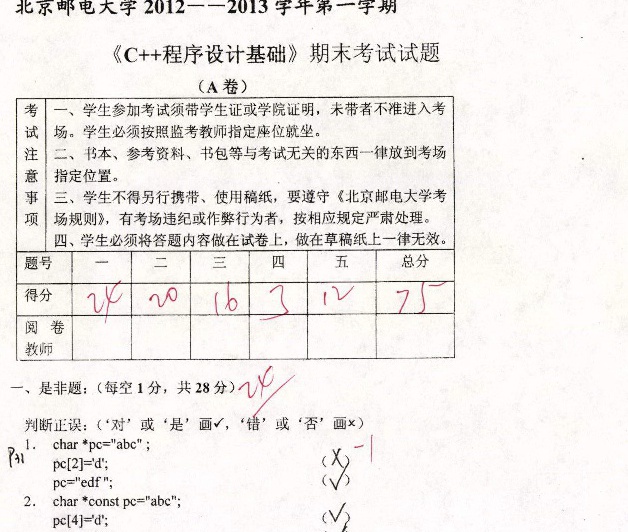 北京邮电大学 2012——2013 学年第一学期
《C++程序设计基础》期末考试试题
（A 卷）
考试注意事项
一、学生参加考试须带学生证或学院证明，未带者不准进入考
场。学生必须按照监考教师指定座位就坐。
二、书本、参考资料、书包等与考试无关的东西一律放到考场
指定位置。
三、学生不得另行携带、使用稿纸，要遵守《北京邮电大学考
场规则》，有考场违纪或作弊行为者，按相应规定严肃处理。
四、学生必须将答题内容做在试卷上，做在草稿纸上一律无效。
题号 一 二 三 四 五 总分
得分 24 20 16 3 12 75
阅 卷
教师
一、是非题：（每空 1 分，共 28 分） 24
判断正误：（‘对’或‘是’画✓，‘错’或‘否’画×）
1. char *pc="abc" ;
pc[2]='d'; （X） -1
pc="edf "; （✓）
2. char *const pc="abc";
pc[4]='d'; （✓）